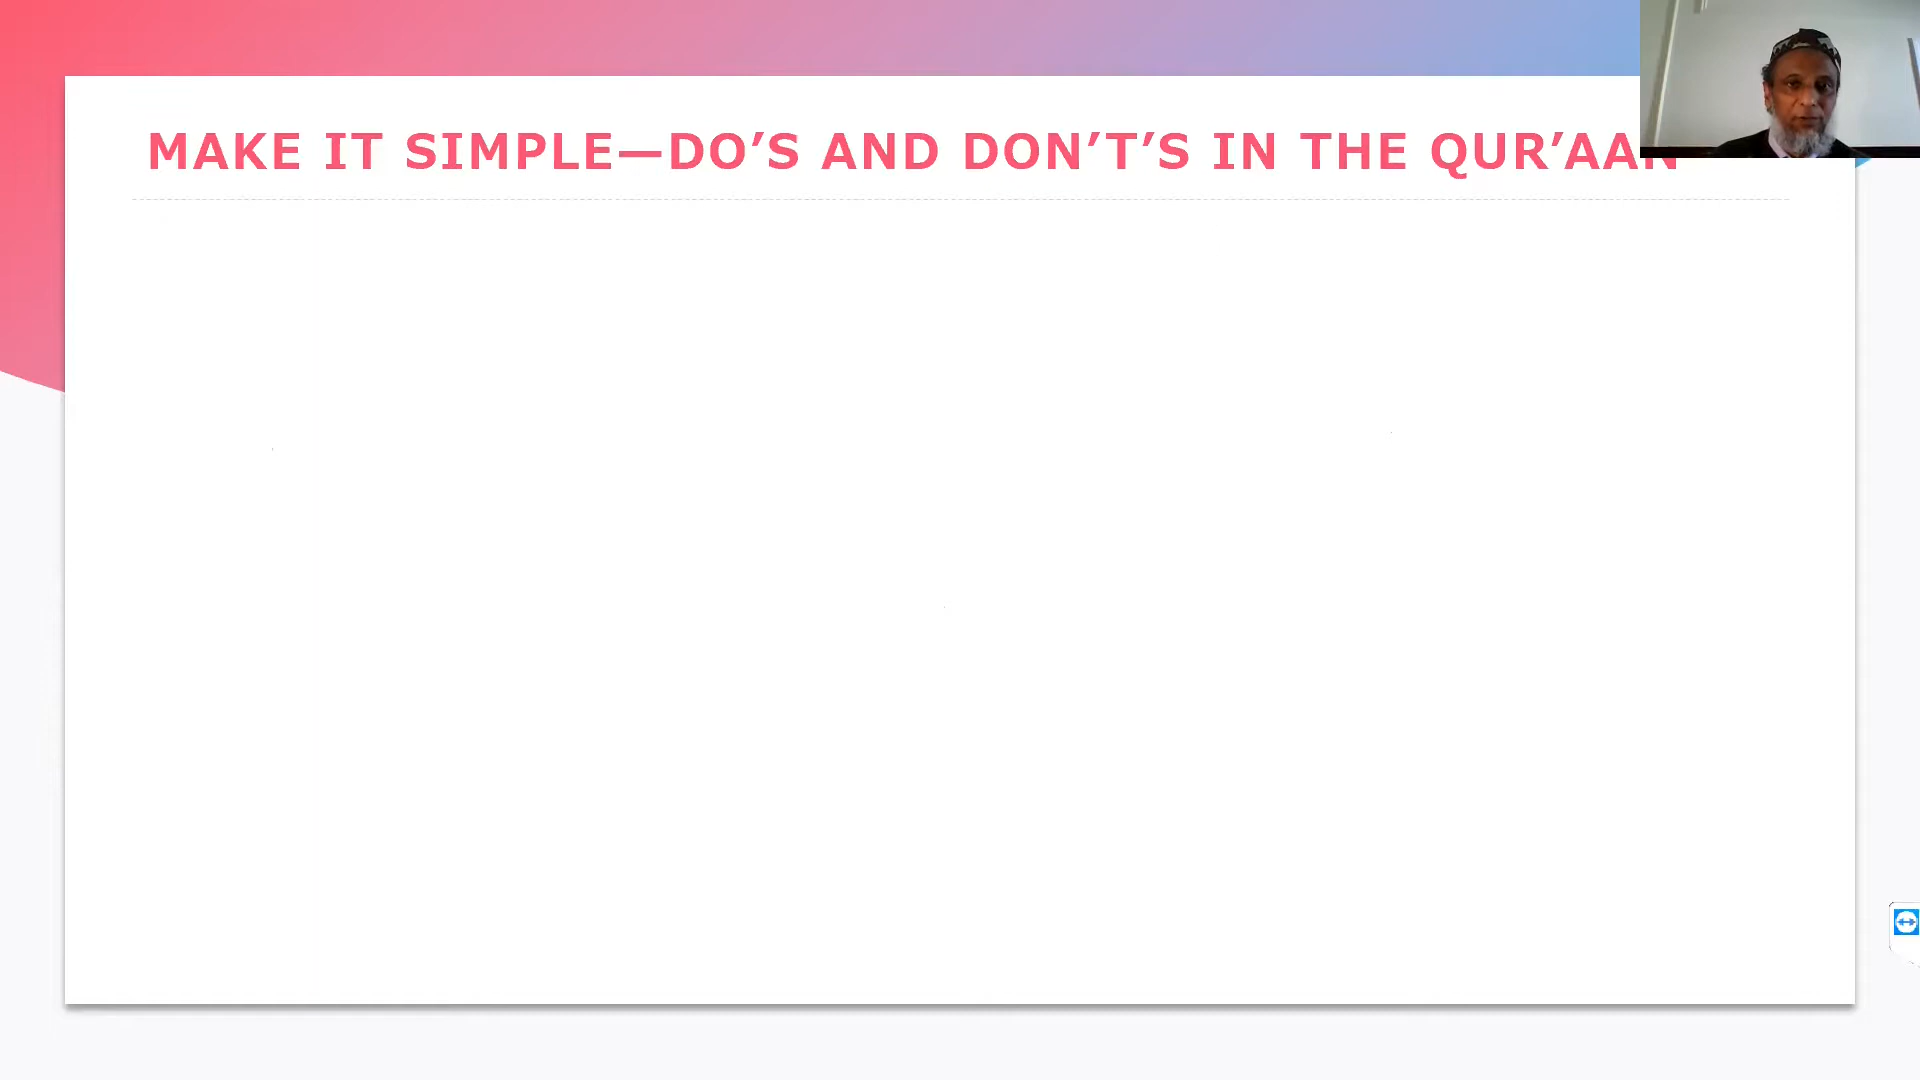 MAKE IT SIMPLE—DO’S AND DON’T’S IN THE QUR’AAN